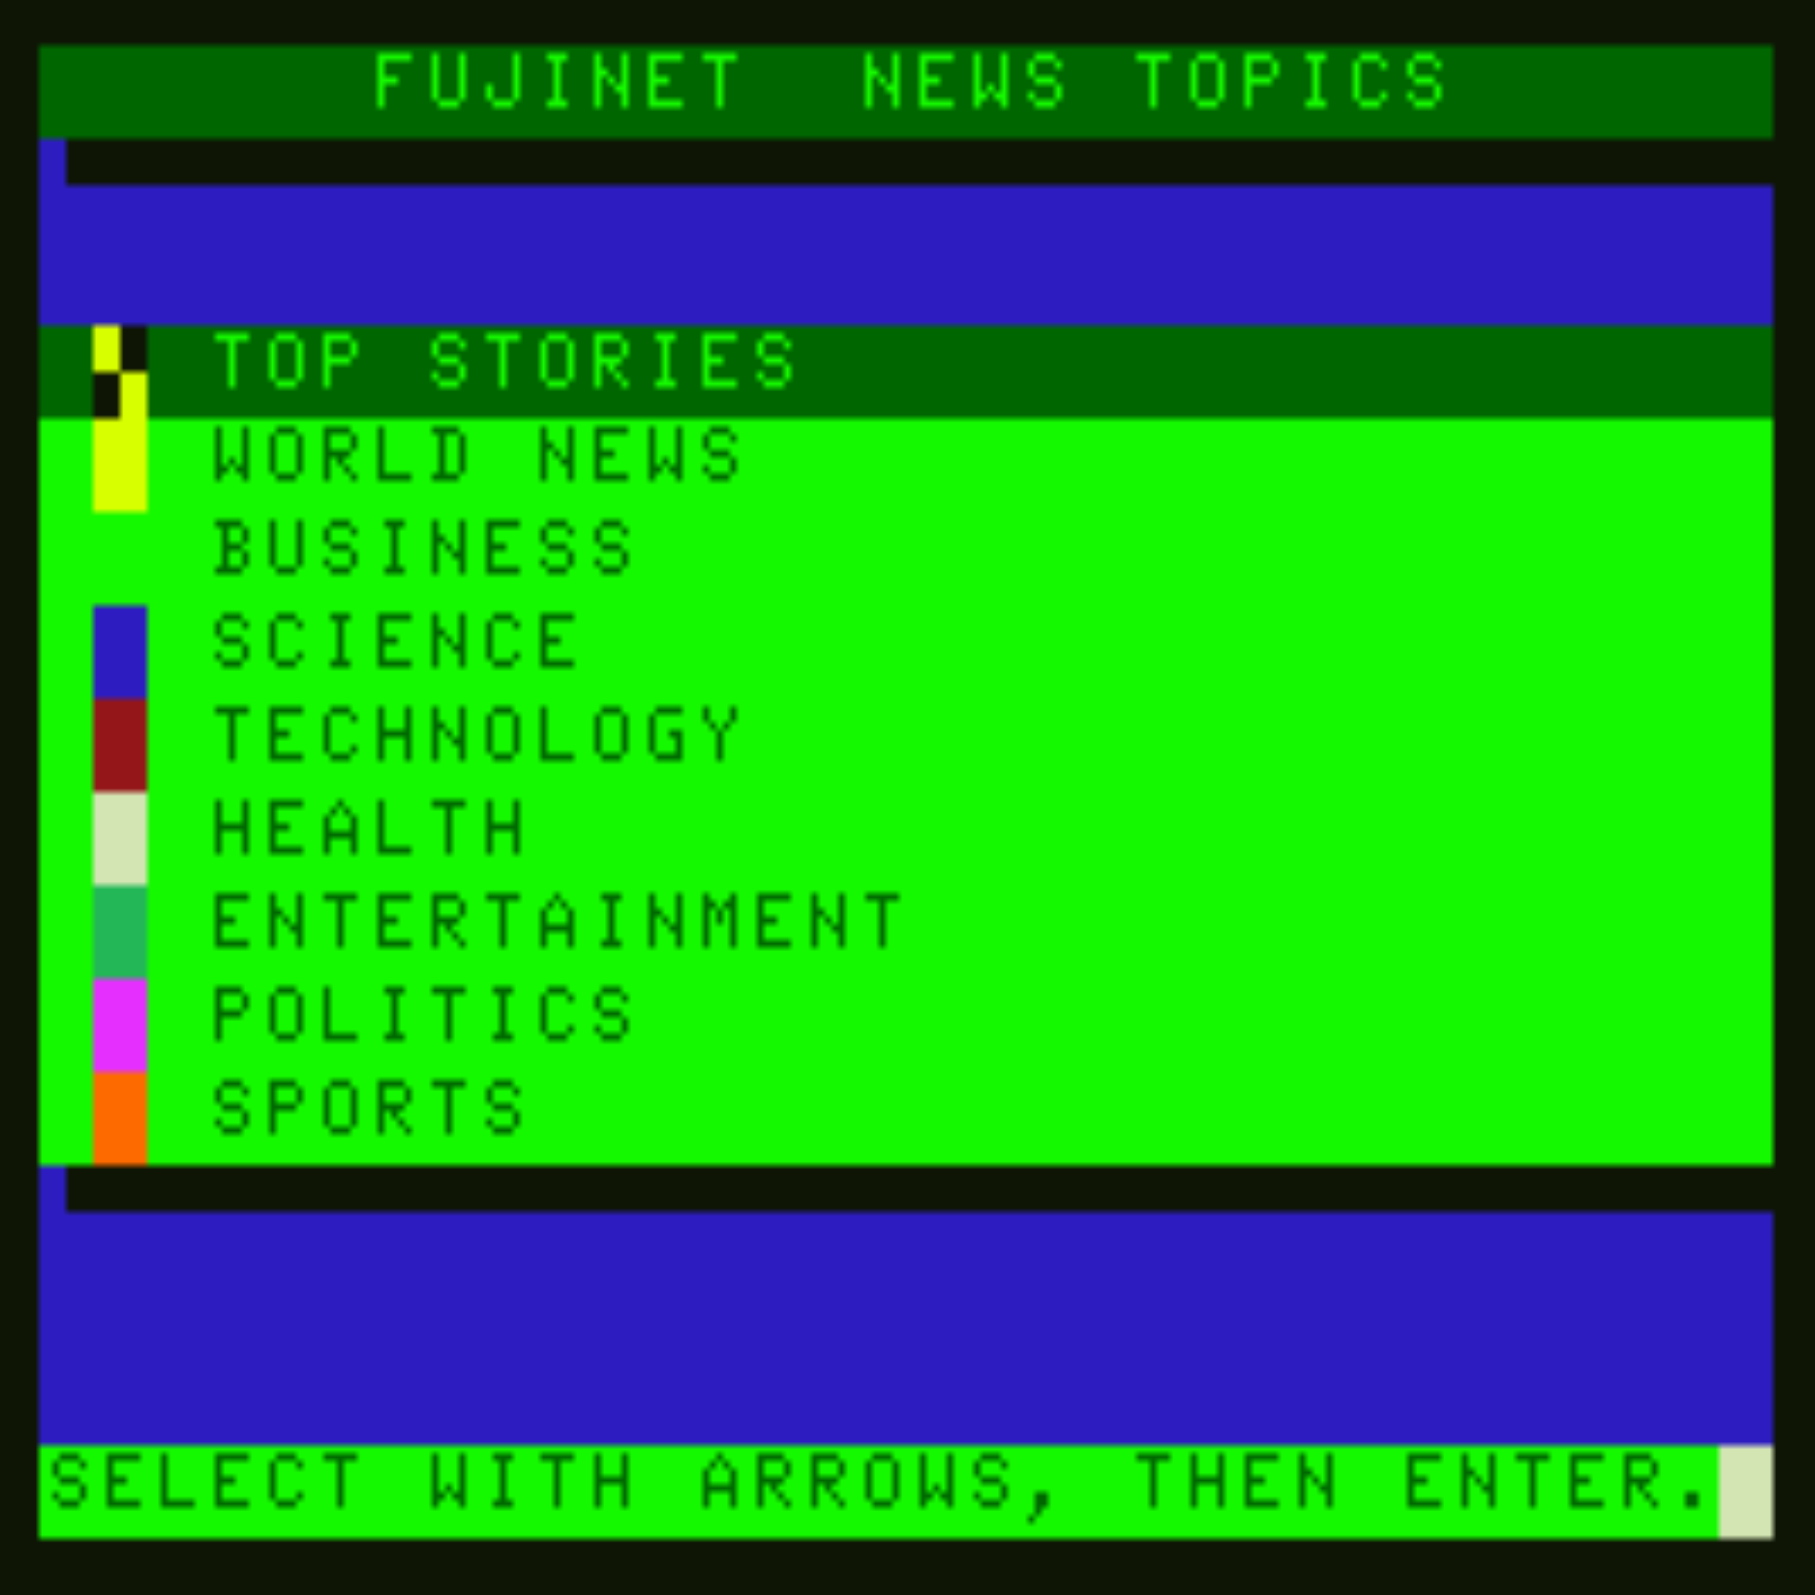 FUJINET  NEWS TOPICS
TOP STORIES
WORLD NEWS
BUSINESS
SCIENCE
TECHNOLOGY
HEALTH
ENTERTAINMENT
POLITICS
SPORTS
SELECT WITH ARROWS, THEN ENTER.